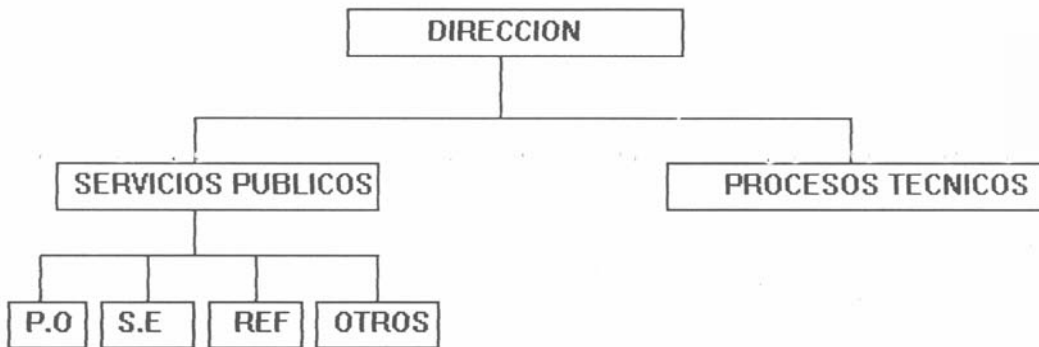 DIRECCION
SERVICIOS PUBLICOS
PROCESOS TECNICOS
P.O
S.E
REF
OTROS